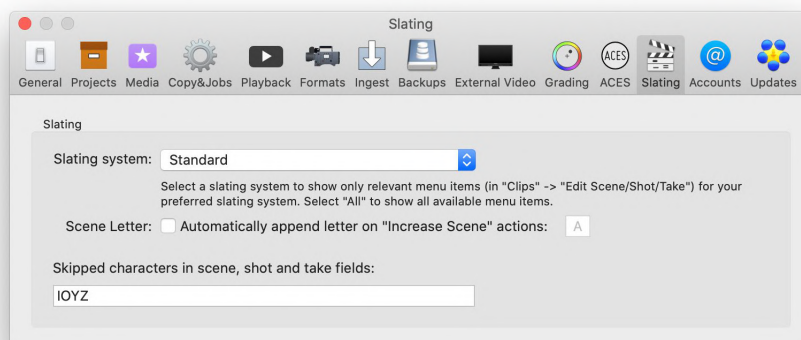 Slating
General Projects Media Copy&Jobs Playback Formats Ingest Backups External Video Grading ACES Slating Accounts Updates
Slating
Slating system: Standard
Select a slating system to show only relevant menu items (in "Clips" -> "Edit Scene/Shot/Take") for your
preferred slating system. Select "All" to show all available menu items.
Scene Letter: Automatically append letter on "Increase Scene" actions: A
Skipped characters in scene, shot and take fields:
IOYZ